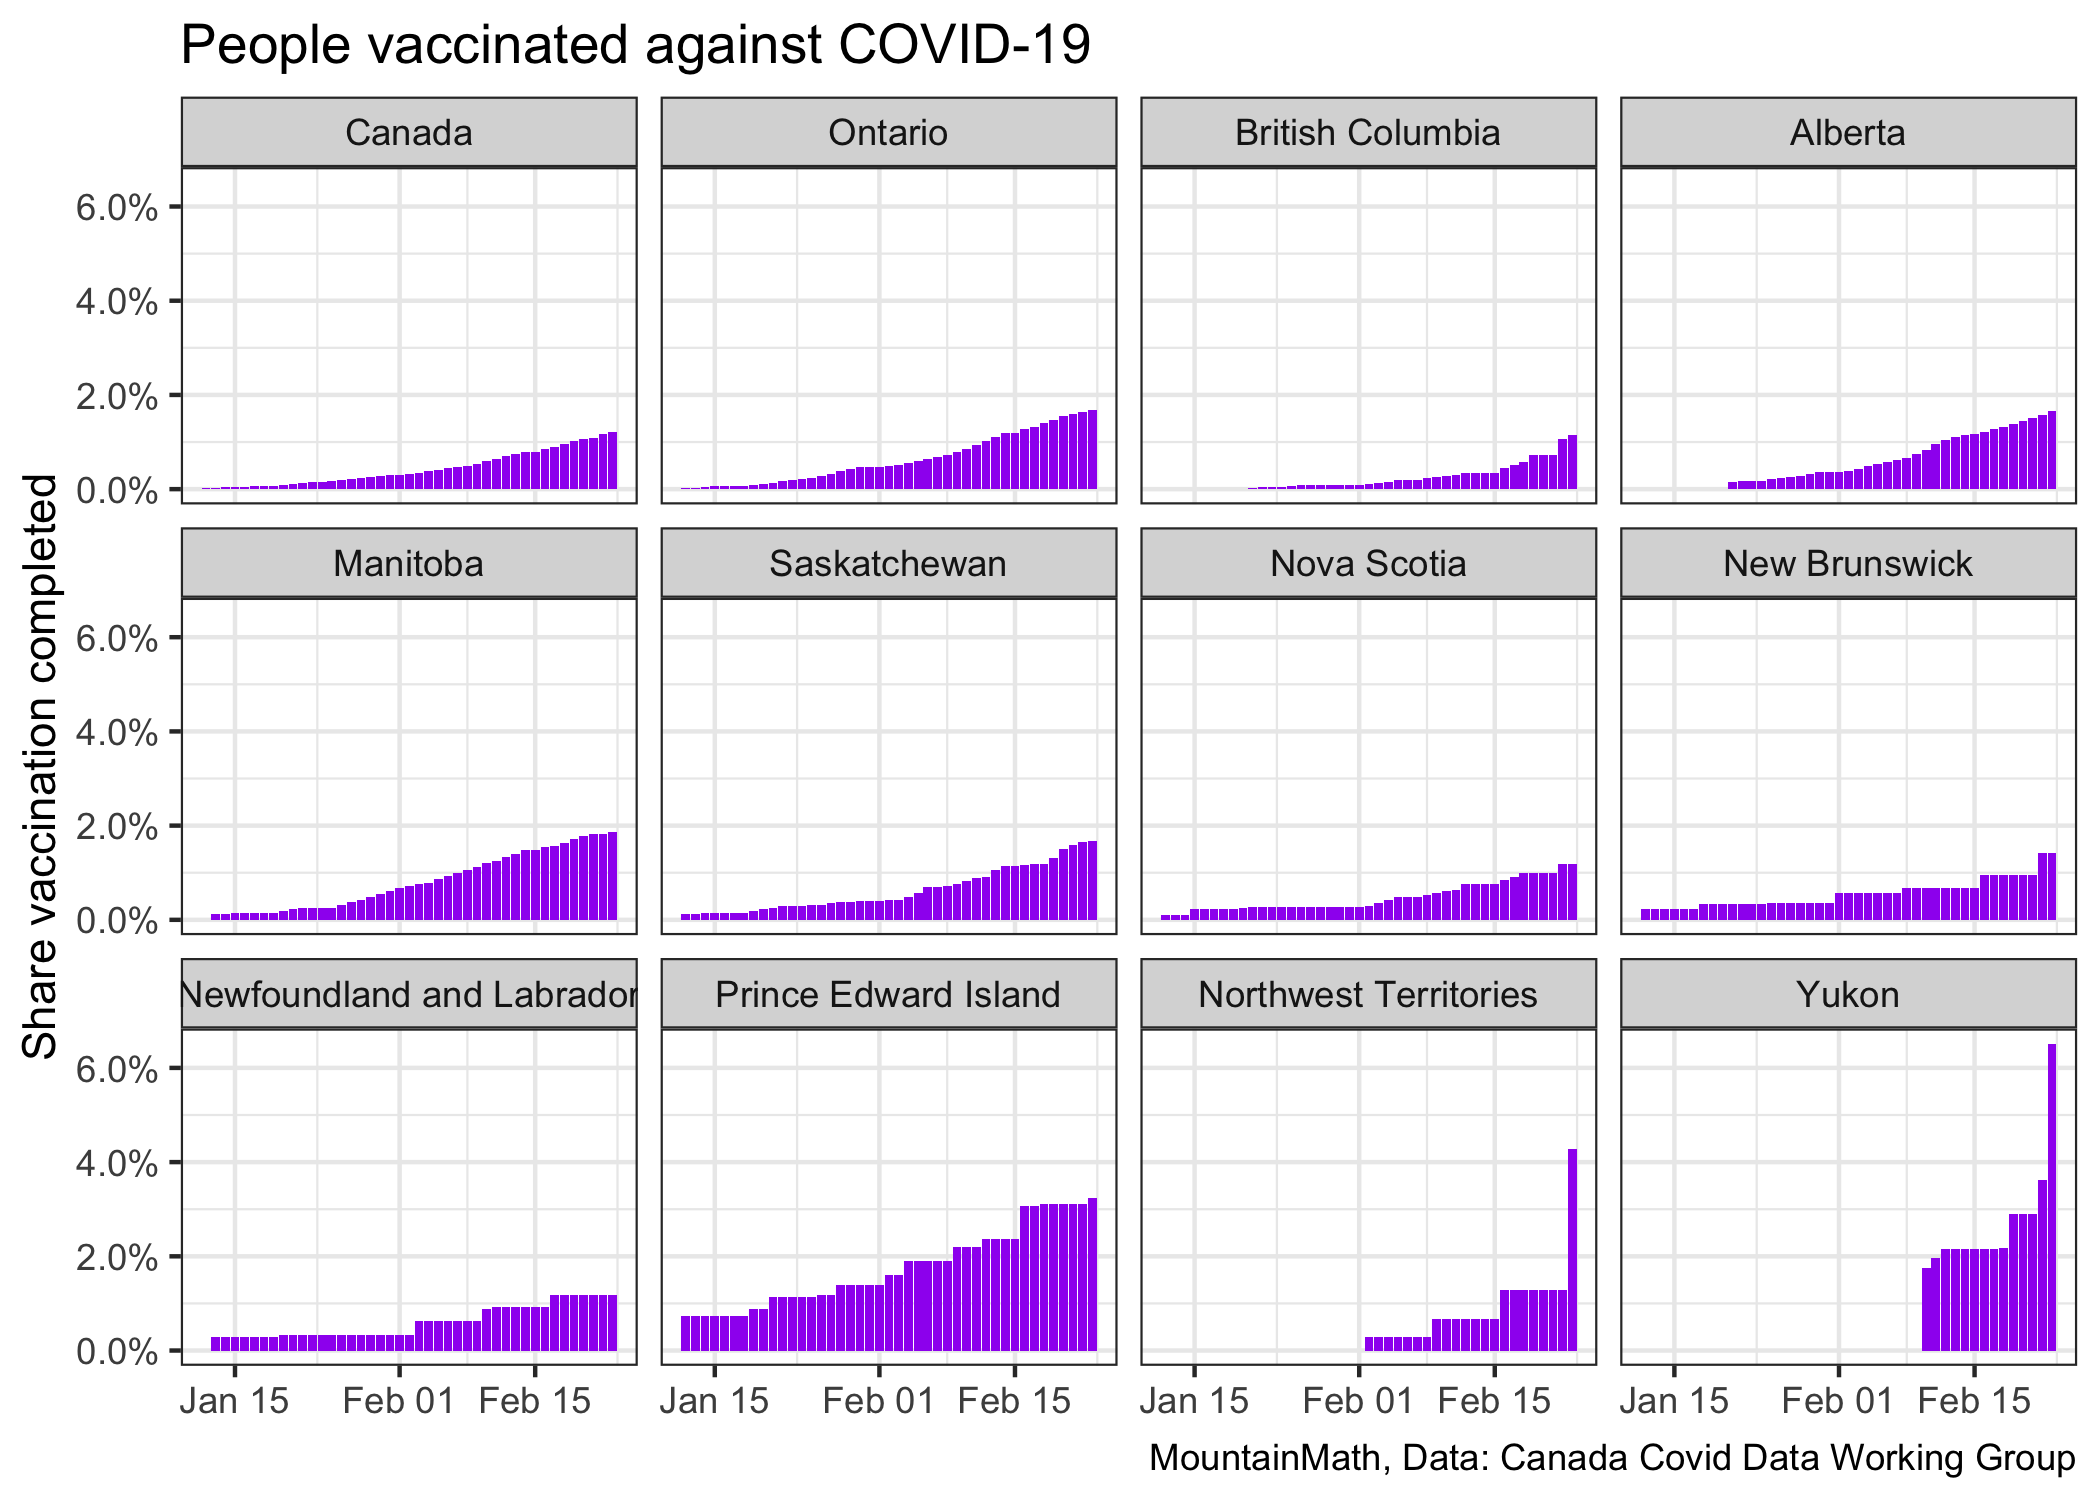 People vaccinated against COVID-19
Share vaccination completed
Canada
Ontario
British Columbia
Alberta
6.0%
4.0%
2.0%
0.0%
Manitoba
Saskatchewan
Nova Scotia
New Brunswick
6.0%
4.0%
2.0%
0.0%
Newfoundland and Labrador
Prince Edward Island
Northwest Territories
Yukon
6.0%
4.0%
2.0%
0.0%
Jan 15 Feb 01 Feb 15
Jan 15 Feb 01 Feb 15
Jan 15 Feb 01 Feb 15
Jan 15 Feb 01 Feb 15
MountainMath, Data: Canada Covid Data Working Group